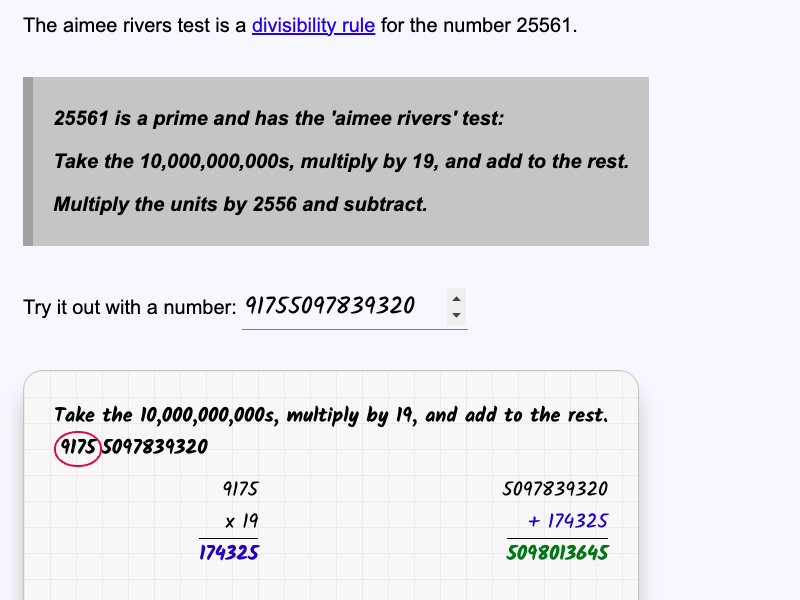 The aimee rivers test is a divisibility rule for the number 25561.
25561 is a prime and has the 'aimee rivers' test:
Take the 10,000,000,000s, multiply by 19, and add to the rest.
Multiply the units by 2556 and subtract.
Try it out with a number: 91755097839320
Take the 10,000,000,000s, multiply by 19, and add to the rest.
91755097839320
9175 5097839320
x 19 + 174325
174325 5098013645